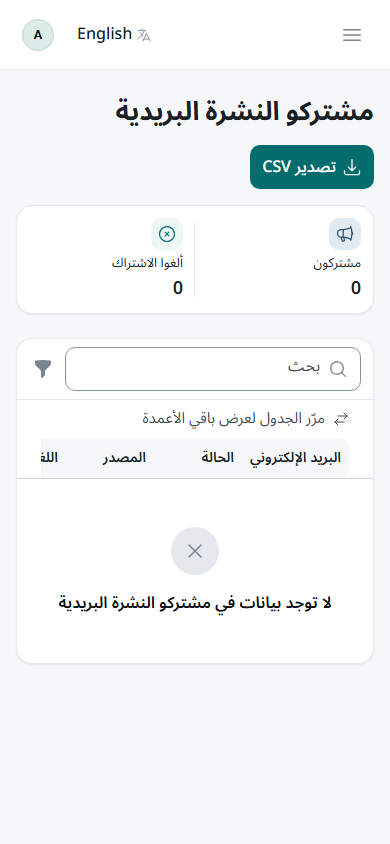 A
English
مشتركو النشرة البريدية
تصدير CSV
مشتركون
0
ألغوا الاشتراك
0
بحث
مرّر الجدول لعرض باقي الأعمدة
البريد الإلكتروني الحالة المصدر
لا توجد بيانات في مشتركو النشرة البريدية